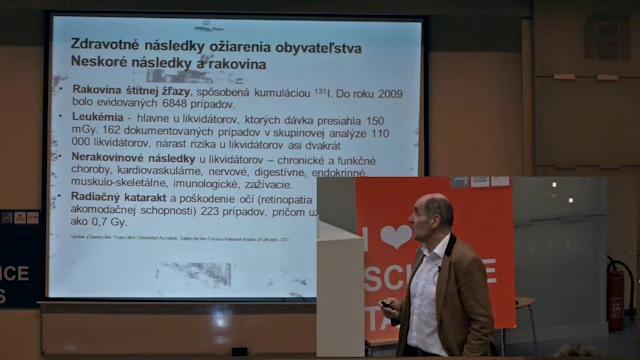 Zdravotné následky ožiarenia obyvateľstva
Neskoré následky a rakovina
• Rakovina štítnej žľazy, spôsobená kumuláciou ¹³¹I. Do roku 2009
bolo evidovaných 6848 prípadov.
• Leukémia - hlavne u likvidátorov, ktorých dávka presiahla 150
mGy. 162 dokumentovaných prípadov v skupinovej analýze 110
000 likvidátorov, nárast rizika u likvidátorov asi dvakrát
• Nerakovinové následky u likvidátorov – chronické a funkčné
choroby, kardiovaskulárne, nervové, digestívne, endokrinné,
muskulo-skeletálne, imunologické, zažívacie.
• Radiačný katarakt a poškodenie očí (retinopatia
akomodačnej schopnosti) 223 prípadov, pričom
ako 0,7 Gy.
I ❤